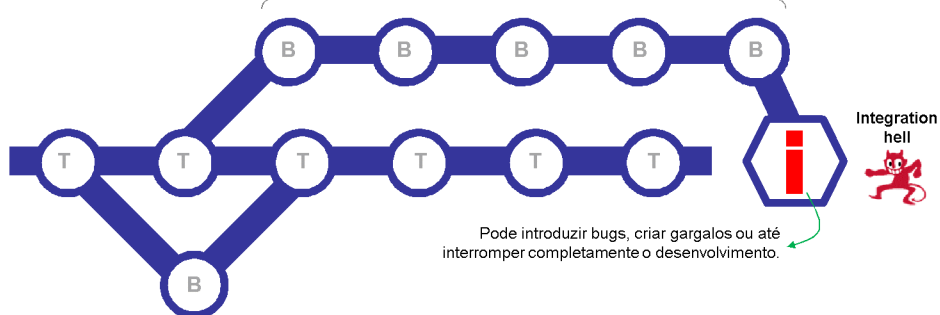 B B B B B
T T T T T T
i
Integration
hell
Pode introduzir bugs, criar gargalos ou até
interromper completamente o desenvolvimento.
B